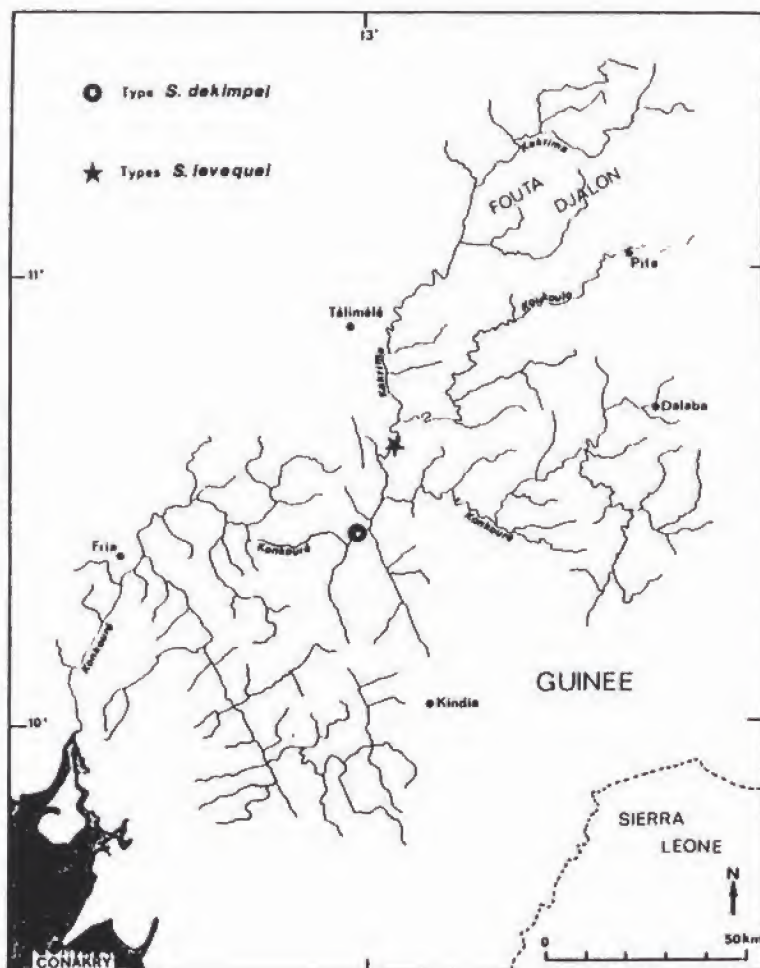 13'
Type S. dekimpei
Types S. levequei
Kakrima
FOUTA
DJALON
11'
Pita
Kokoulo
Télimélé
Kakrima
Dalaba
Fria
Konkouré
Konkouré
Konkouré
GUINEE
10'
Kindia
SIERRA
LEONE
N
0 50km
CONAKRY